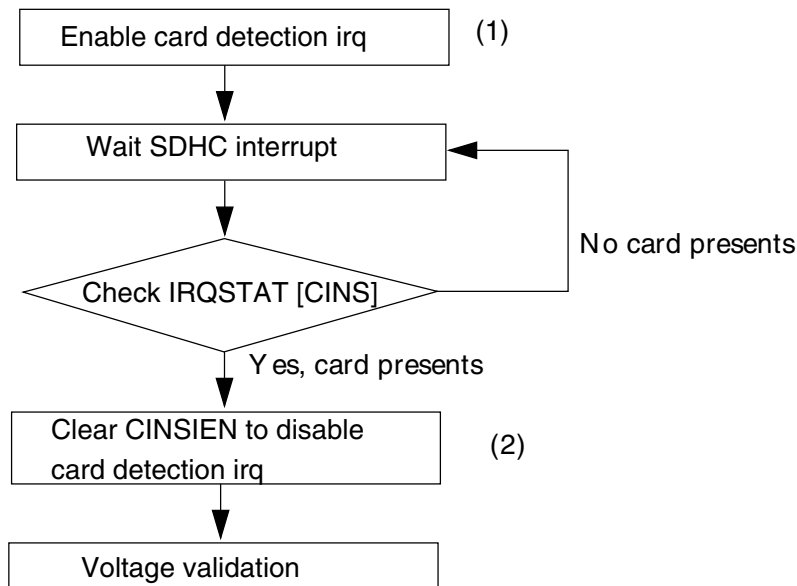 Enable card detection irq
(1)
Wait SDHC interrupt
No card presents
Check IRQSTAT [CINS]
Yes, card presents
Clear CINSIEN to disable
card detection irq
(2)
Voltage validation